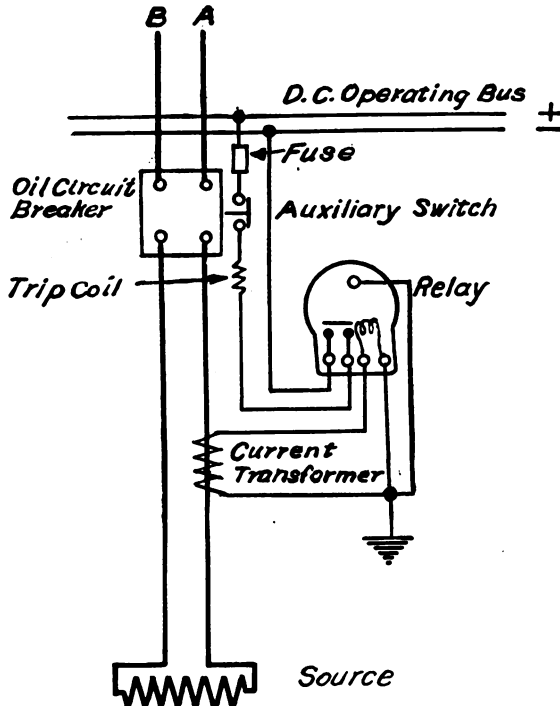 B A
D.C. Operating Bus + −
Fuse
Oil Circuit
Breaker
Auxiliary Switch
Trip Coil
Relay
Current
Transformer
Source